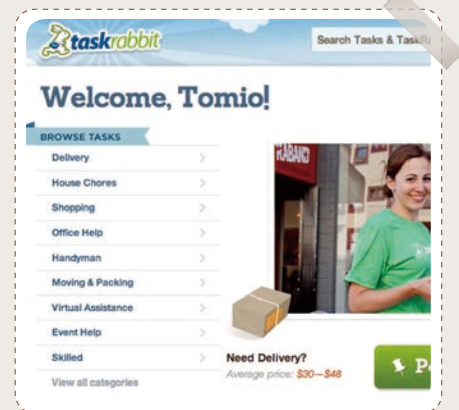 taskrabbit
Search Tasks & Task
Welcome, Tomio!
BROWSE TASKS
Delivery
House Chores
Shopping
Office Help
Handyman
Moving & Packing
Virtual Assistance
Event Help
Skilled
View all categories
Need Delivery?
Average price: $30—$48